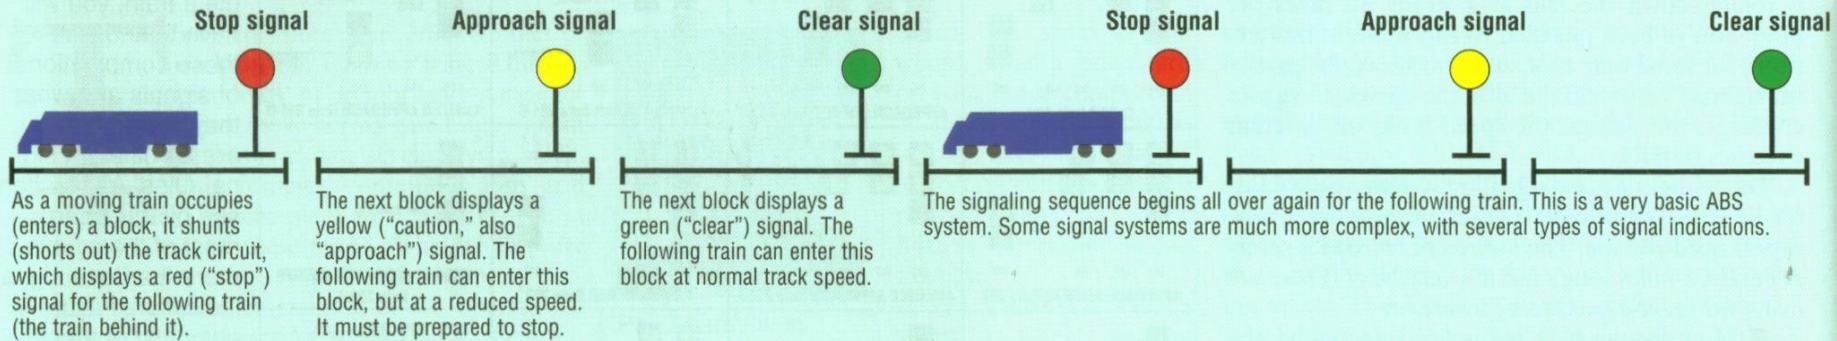 Stop signal
Approach signal
Clear signal
Stop signal
Approach signal
Clear signal
As a moving train occupies
(enters) a block, it shunts
(shorts out) the track circuit,
which displays a red (“stop”)
signal for the following train
(the train behind it).
The next block displays a
yellow (“caution,” also
“approach”) signal. The
following train can enter this
block, but at a reduced speed.
It must be prepared to stop.
The next block displays a
green (“clear”) signal. The
following train can enter this
block at normal track speed.
The signaling sequence begins all over again for the following train. This is a very basic ABS
system. Some signal systems are much more complex, with several types of signal indications.